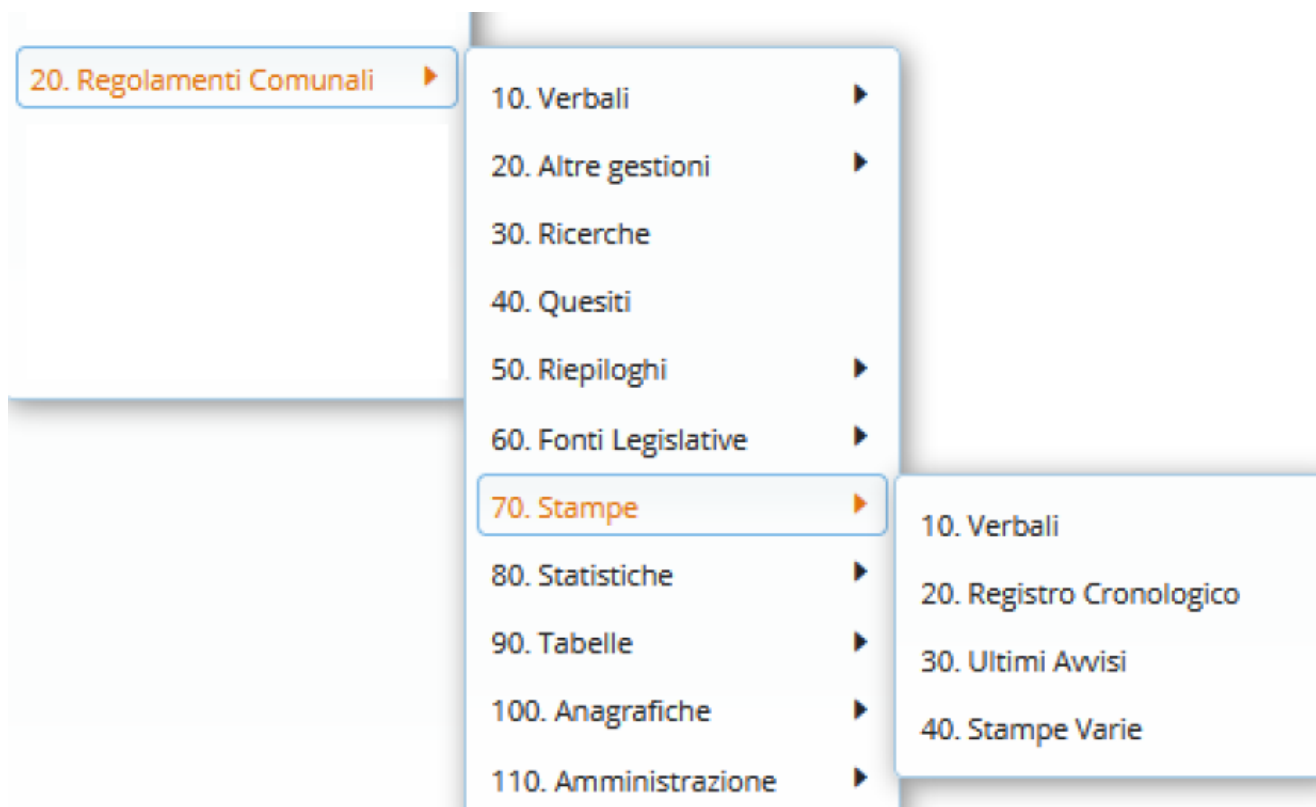 20. Regolamenti Comunali
10. Verbali
20. Altre gestioni
30. Ricerche
40. Quesiti
50. Riepiloghi
60. Fonti Legislative
70. Stampe
80. Statistiche
90. Tabelle
100. Anagrafiche
110. Amministrazione
10. Verbali
20. Registro Cronologico
30. Ultimi Avvisi
40. Stampe Varie